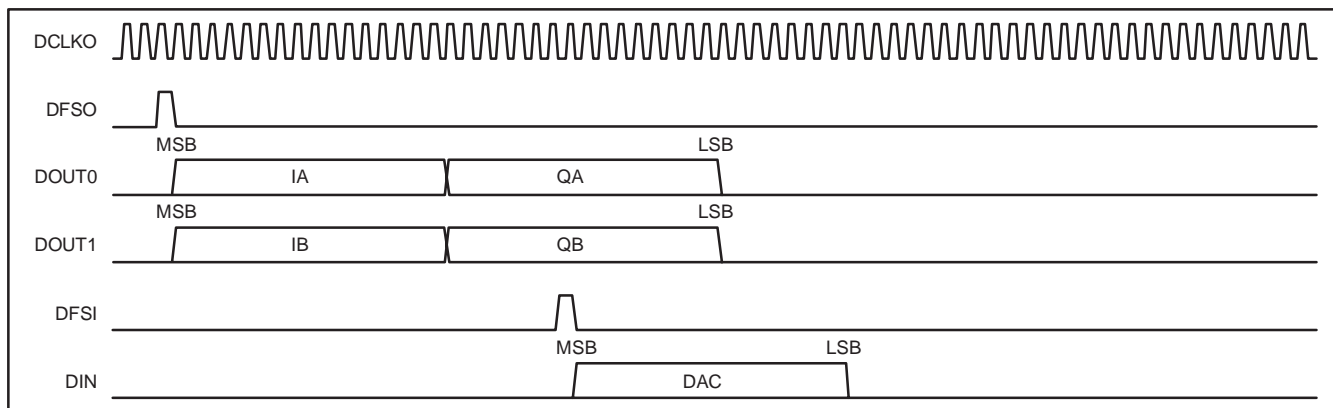 DCLKO
DFSO
MSB LSB
DOUT0 IA QA
MSB LSB
DOUT1 IB QB
DFSI
MSB LSB
DIN DAC